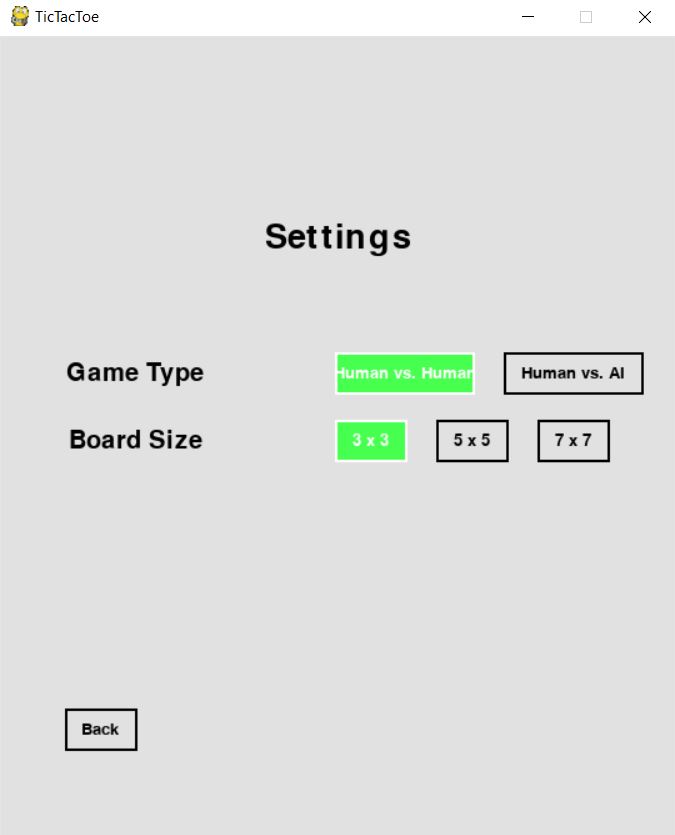 TicTacToe
Settings
Game Type Human vs. Human Human vs. AI
Board Size 3 x 3 5 x 5 7 x 7
Back